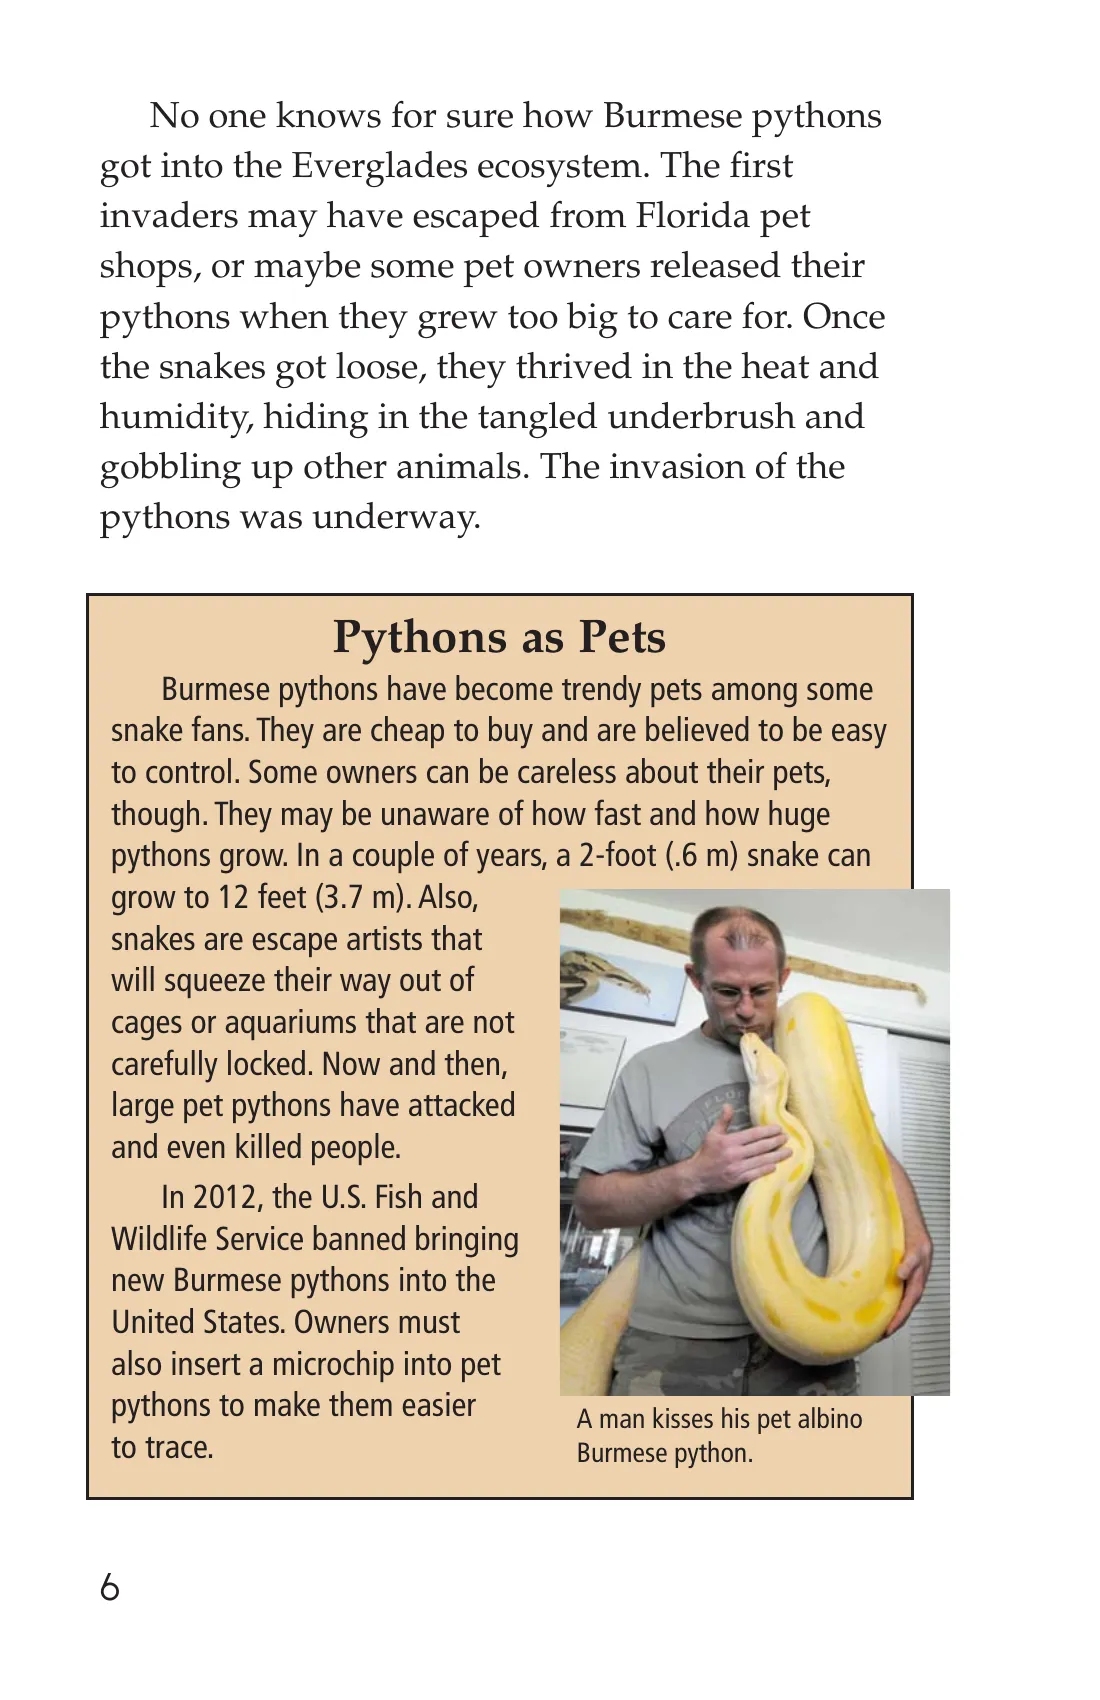 No one knows for sure how Burmese pythons
got into the Everglades ecosystem. The first
invaders may have escaped from Florida pet
shops, or maybe some pet owners released their
pythons when they grew too big to care for. Once
the snakes got loose, they thrived in the heat and
humidity, hiding in the tangled underbrush and
gobbling up other animals. The invasion of the
pythons was underway.
Pythons as Pets
Burmese pythons have become trendy pets among some
snake fans. They are cheap to buy and are believed to be easy
to control. Some owners can be careless about their pets,
though. They may be unaware of how fast and how huge
pythons grow. In a couple of years, a 2-foot (.6 m) snake can
grow to 12 feet (3.7 m). Also,
snakes are escape artists that
will squeeze their way out of
cages or aquariums that are not
carefully locked. Now and then,
large pet pythons have attacked
and even killed people.
In 2012, the U.S. Fish and
Wildlife Service banned bringing
new Burmese pythons into the
United States. Owners must
also insert a microchip into pet
pythons to make them easier
to trace.
A man kisses his pet albino
Burmese python.
6